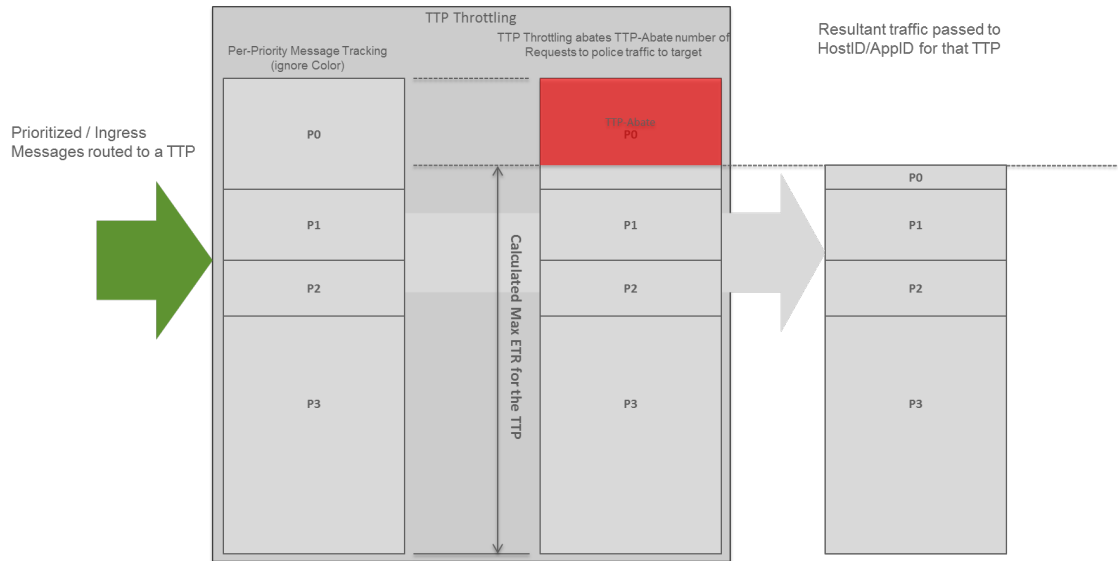 TTP Throttling
Per-Priority Message Tracking
(ignore Color)
TTP Throttling abates TTP-Abate number of
Requests to police traffic to target
Resultant traffic passed to
HostID/AppID for that TTP
Prioritized / Ingress
Messages routed to a TTP
P0
P1
P2
P3
Calculated Max ETR for the TTP
TTP-Abate
P0
P1
P2
P3
P0
P1
P2
P3